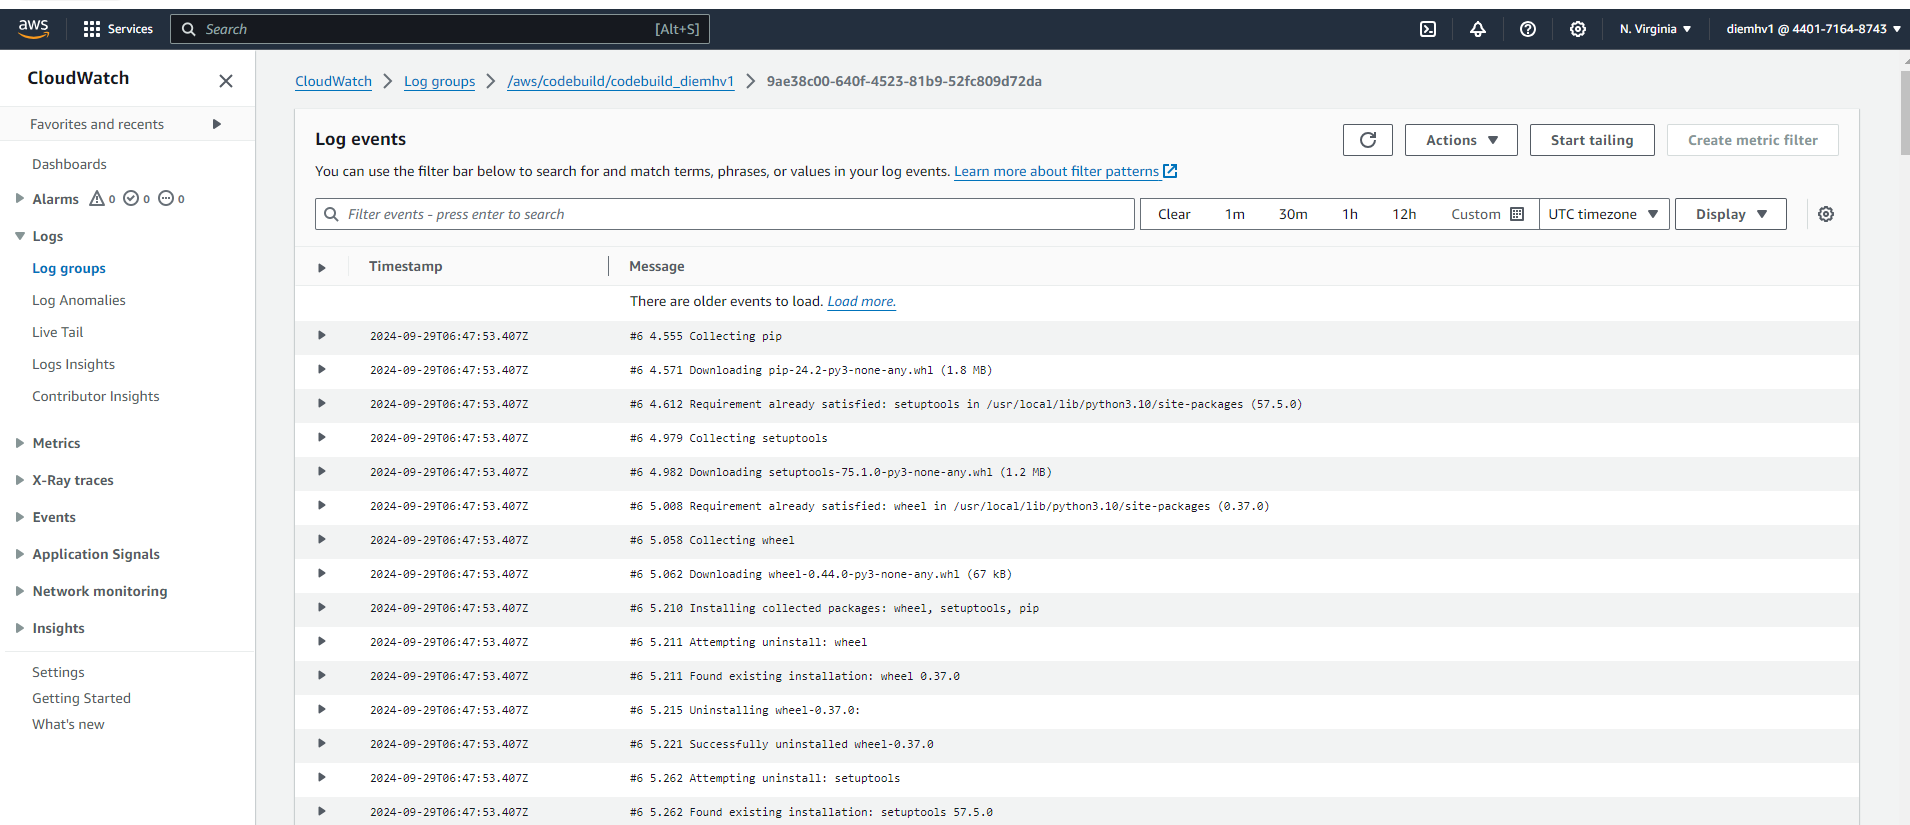 aws Services Search [Alt+S] N. Virginia diemhv1 @ 4401-7164-8743
CloudWatch
Favorites and recents
Dashboards
Alarms 0 0 0
Logs
Log groups
Log Anomalies
Live Tail
Logs Insights
Contributor Insights
Metrics
X-Ray traces
Events
Application Signals
Network monitoring
Insights
Settings
Getting Started
What's new
CloudWatch Log groups /aws/codebuild/codebuild_diemhv1 9ae38c00-640f-4523-81b9-52fc809d72da
Log events
Actions Start tailing Create metric filter
You can use the filter bar below to search for and match terms, phrases, or values in your log events. Learn more about filter patterns
Filter events - press enter to search Clear 1m 30m 1h 12h Custom UTC timezone Display
Timestamp Message
There are older events to load. Load more.
2024-09-29T06:47:53.407Z #6 4.555 Collecting pip
2024-09-29T06:47:53.407Z #6 4.571 Downloading pip-24.2-py3-none-any.whl (1.8 MB)
2024-09-29T06:47:53.407Z #6 4.612 Requirement already satisfied: setuptools in /usr/local/lib/python3.10/site-packages (57.5.0)
2024-09-29T06:47:53.407Z #6 4.979 Collecting setuptools
2024-09-29T06:47:53.407Z #6 4.982 Downloading setuptools-75.1.0-py3-none-any.whl (1.2 MB)
2024-09-29T06:47:53.407Z #6 5.008 Requirement already satisfied: wheel in /usr/local/lib/python3.10/site-packages (0.37.0)
2024-09-29T06:47:53.407Z #6 5.058 Collecting wheel
2024-09-29T06:47:53.407Z #6 5.062 Downloading wheel-0.44.0-py3-none-any.whl (67 kB)
2024-09-29T06:47:53.407Z #6 5.210 Installing collected packages: wheel, setuptools, pip
2024-09-29T06:47:53.407Z #6 5.211 Attempting uninstall: wheel
2024-09-29T06:47:53.407Z #6 5.211 Found existing installation: wheel 0.37.0
2024-09-29T06:47:53.407Z #6 5.215 Uninstalling wheel-0.37.0:
2024-09-29T06:47:53.407Z #6 5.221 Successfully uninstalled wheel-0.37.0
2024-09-29T06:47:53.407Z #6 5.262 Attempting uninstall: setuptools
2024-09-29T06:47:53.407Z #6 5.262 Found existing installation: setuptools 57.5.0